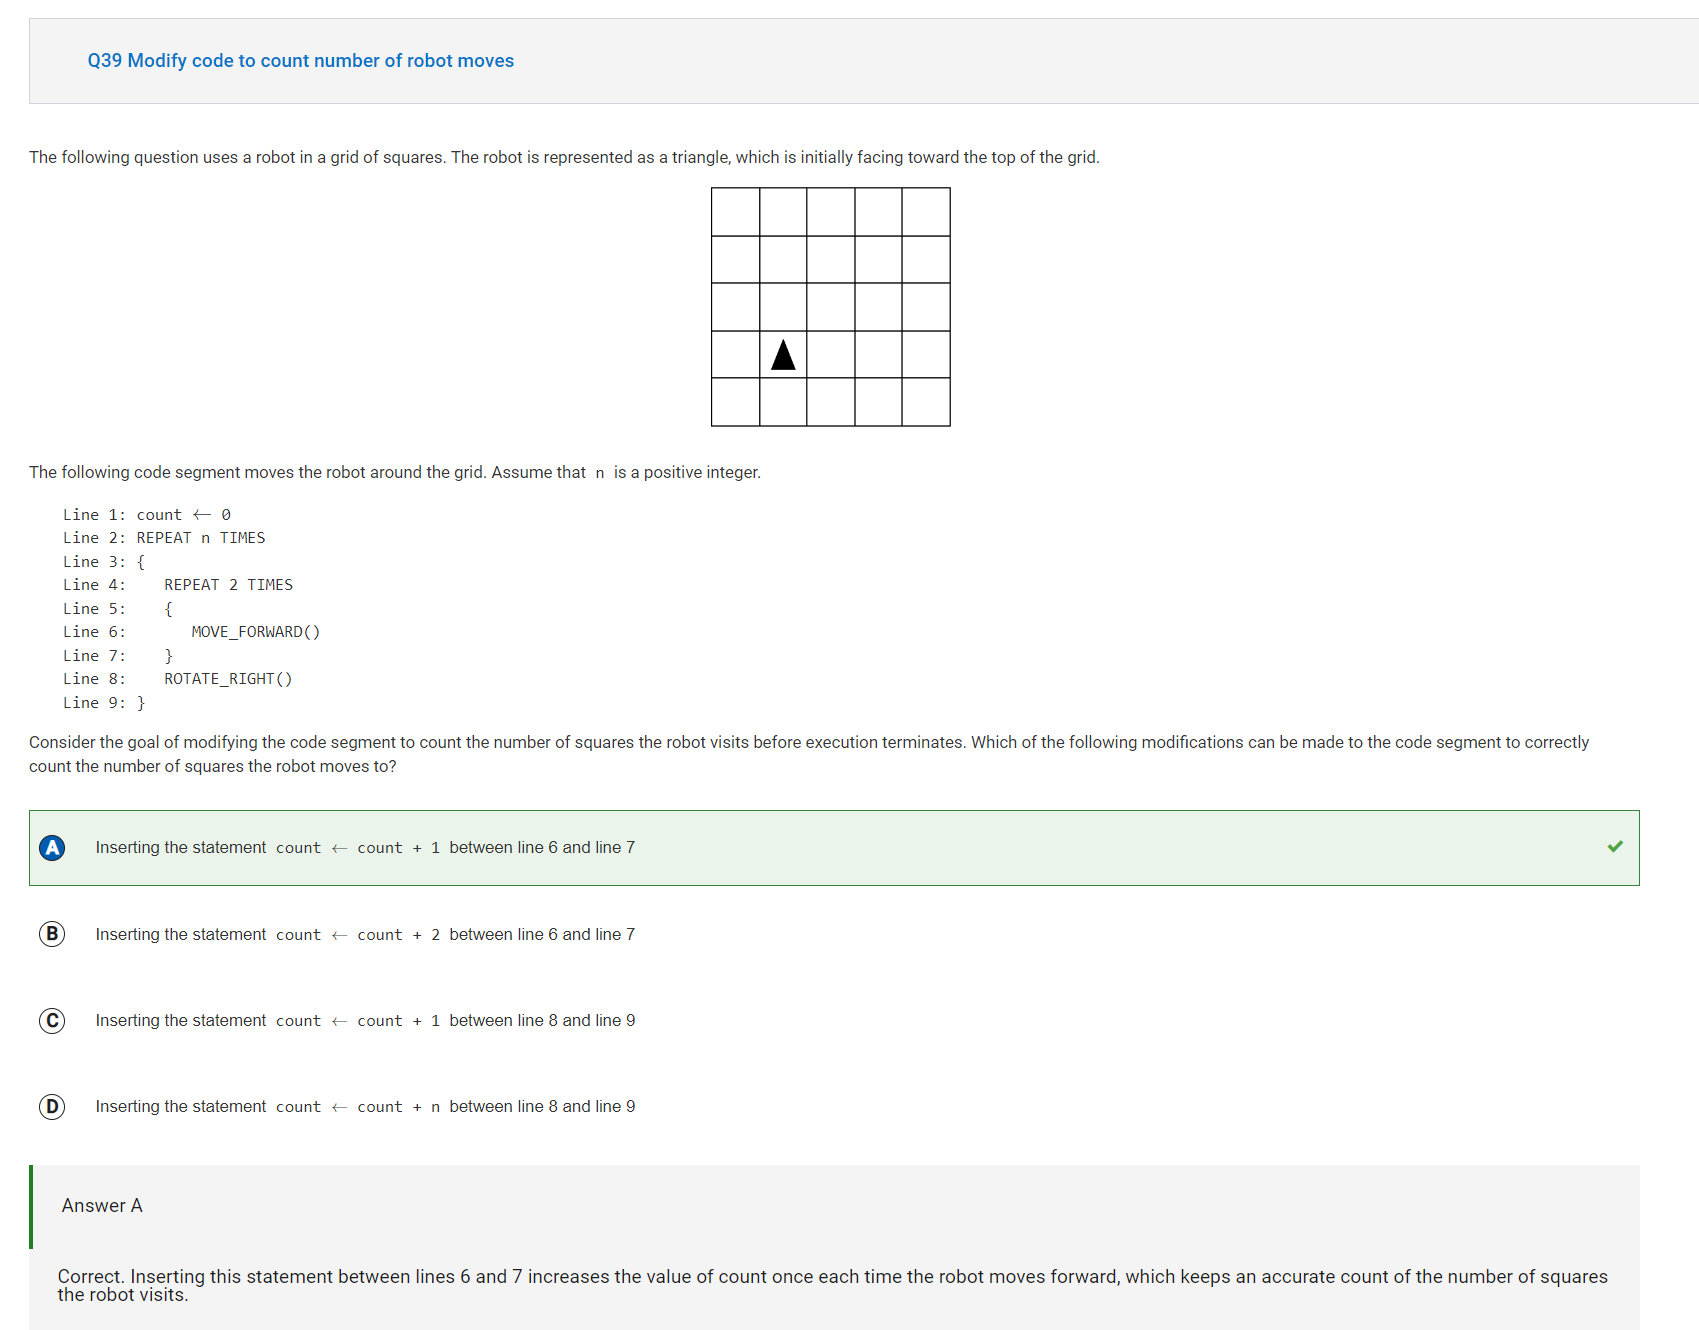 Q39 Modify code to count number of robot moves
The following question uses a robot in a grid of squares. The robot is represented as a triangle, which is initially facing toward the top of the grid.
The following code segment moves the robot around the grid. Assume that n is a positive integer.
Line 1: count ← 0
Line 2: REPEAT n TIMES
Line 3: {
Line 4:    REPEAT 2 TIMES
Line 5:    {
Line 6:       MOVE_FORWARD()
Line 7:    }
Line 8:    ROTATE_RIGHT()
Line 9: }
Consider the goal of modifying the code segment to count the number of squares the robot visits before execution terminates. Which of the following modifications can be made to the code segment to correctly
count the number of squares the robot moves to?
A Inserting the statement count ← count + 1 between line 6 and line 7
B Inserting the statement count ← count + 2 between line 6 and line 7
C Inserting the statement count ← count + 1 between line 8 and line 9
D Inserting the statement count ← count + n between line 8 and line 9
Answer A
Correct. Inserting this statement between lines 6 and 7 increases the value of count once each time the robot moves forward, which keeps an accurate count of the number of squares
the robot visits.